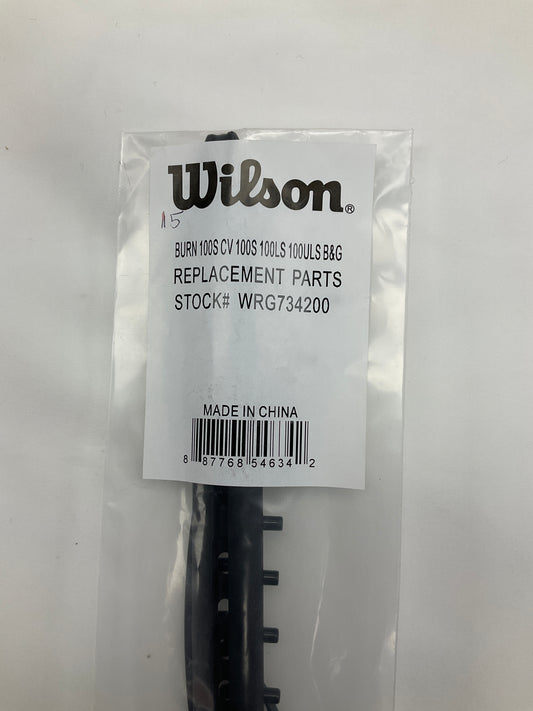 Wilson®
15
BURN 100S CV 100S 100LS 100ULS B&G
REPLACEMENT PARTS
STOCK# WRG734200
MADE IN CHINA
8 87768 54634 2